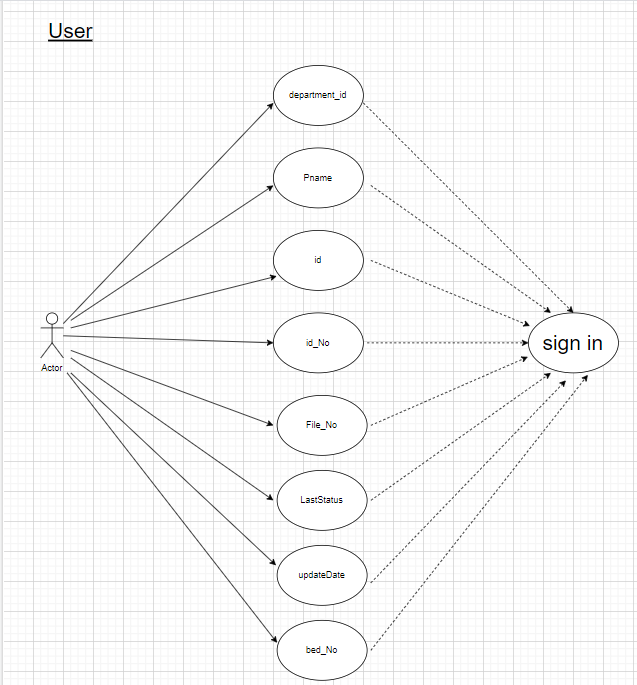 User
department_id
Pname
id
id_No
sign in
Actor
File_No
LastStatus
updateDate
bed_No